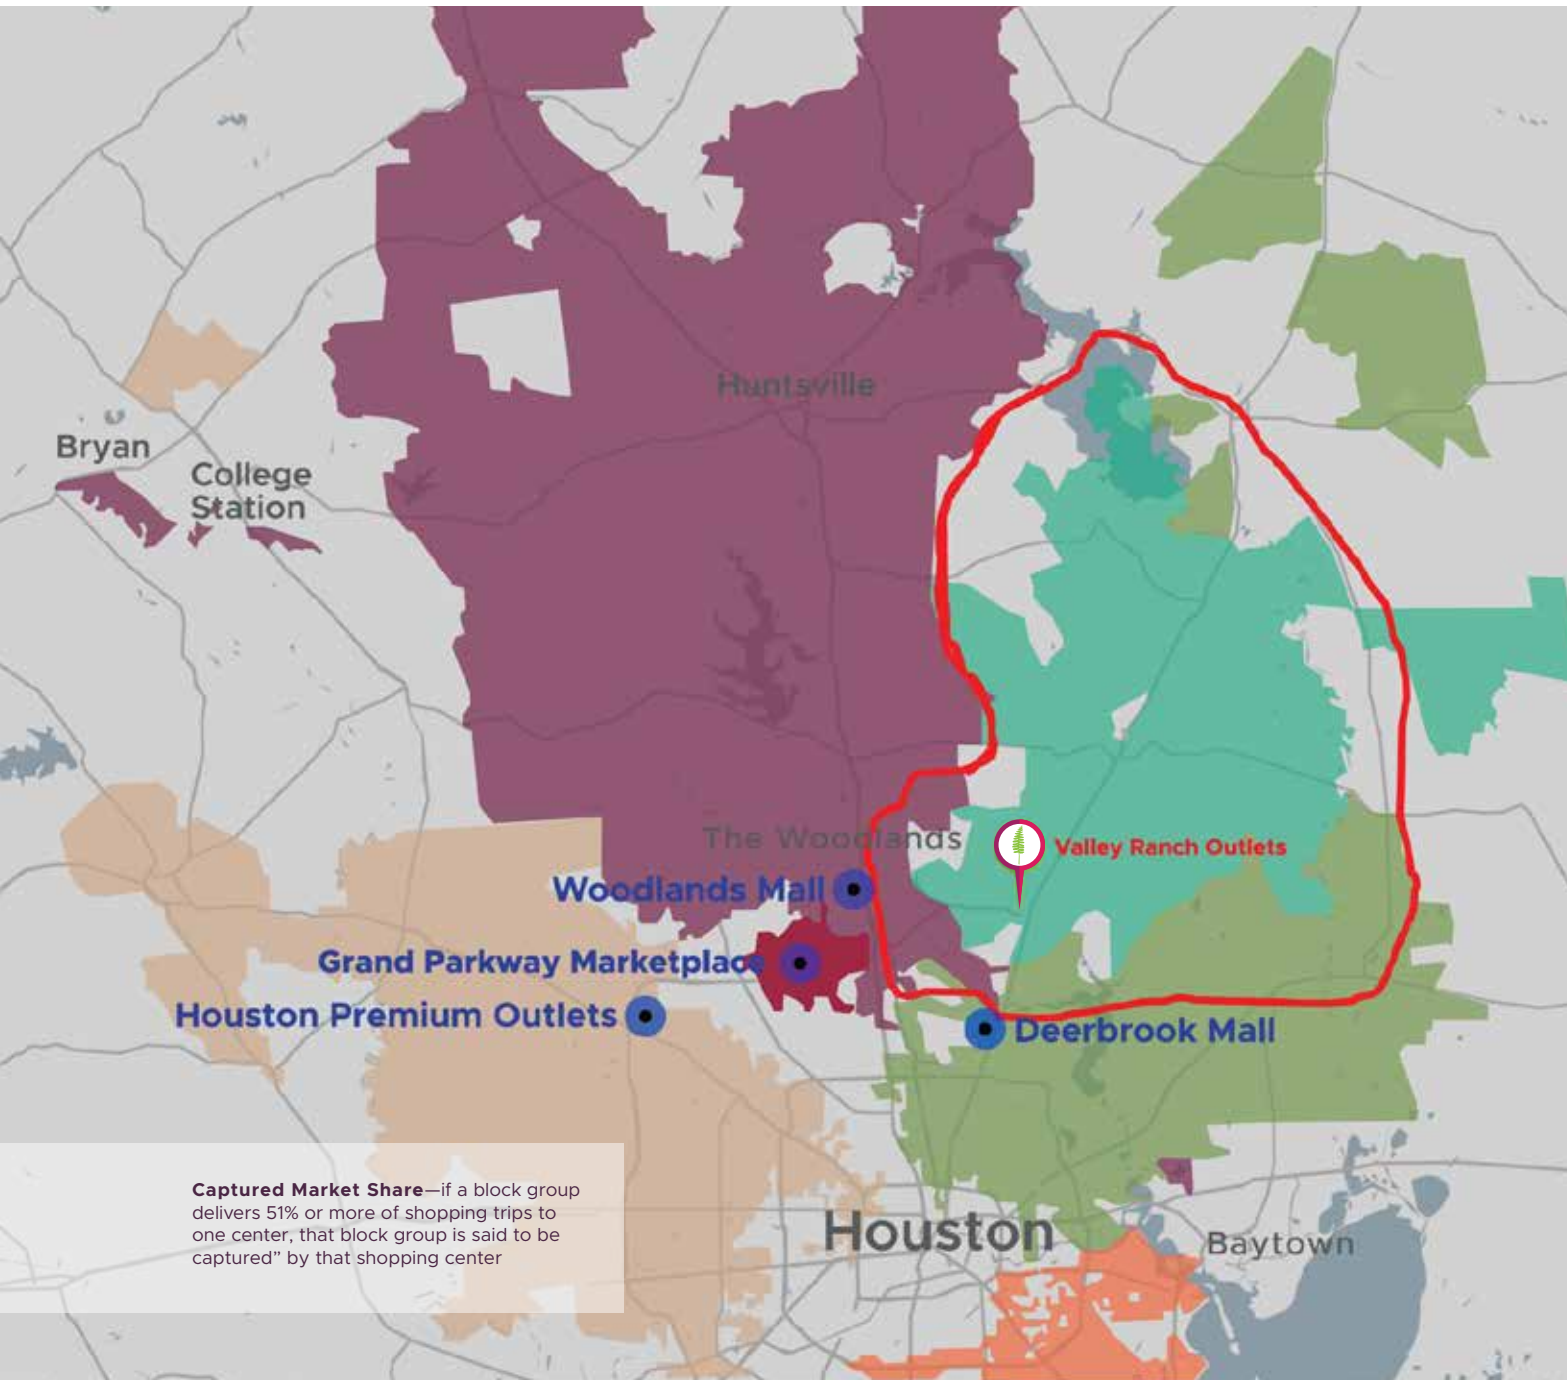 Huntsville
Bryan
College
Station
The Woodlands
Valley Ranch Outlets
Woodlands Mall
Grand Parkway Marketplace
Houston Premium Outlets
Deerbrook Mall
Captured Market Share—if a block group
delivers 51% or more of shopping trips to
one center, that block group is said to be
captured” by that shopping center
Houston
Baytown